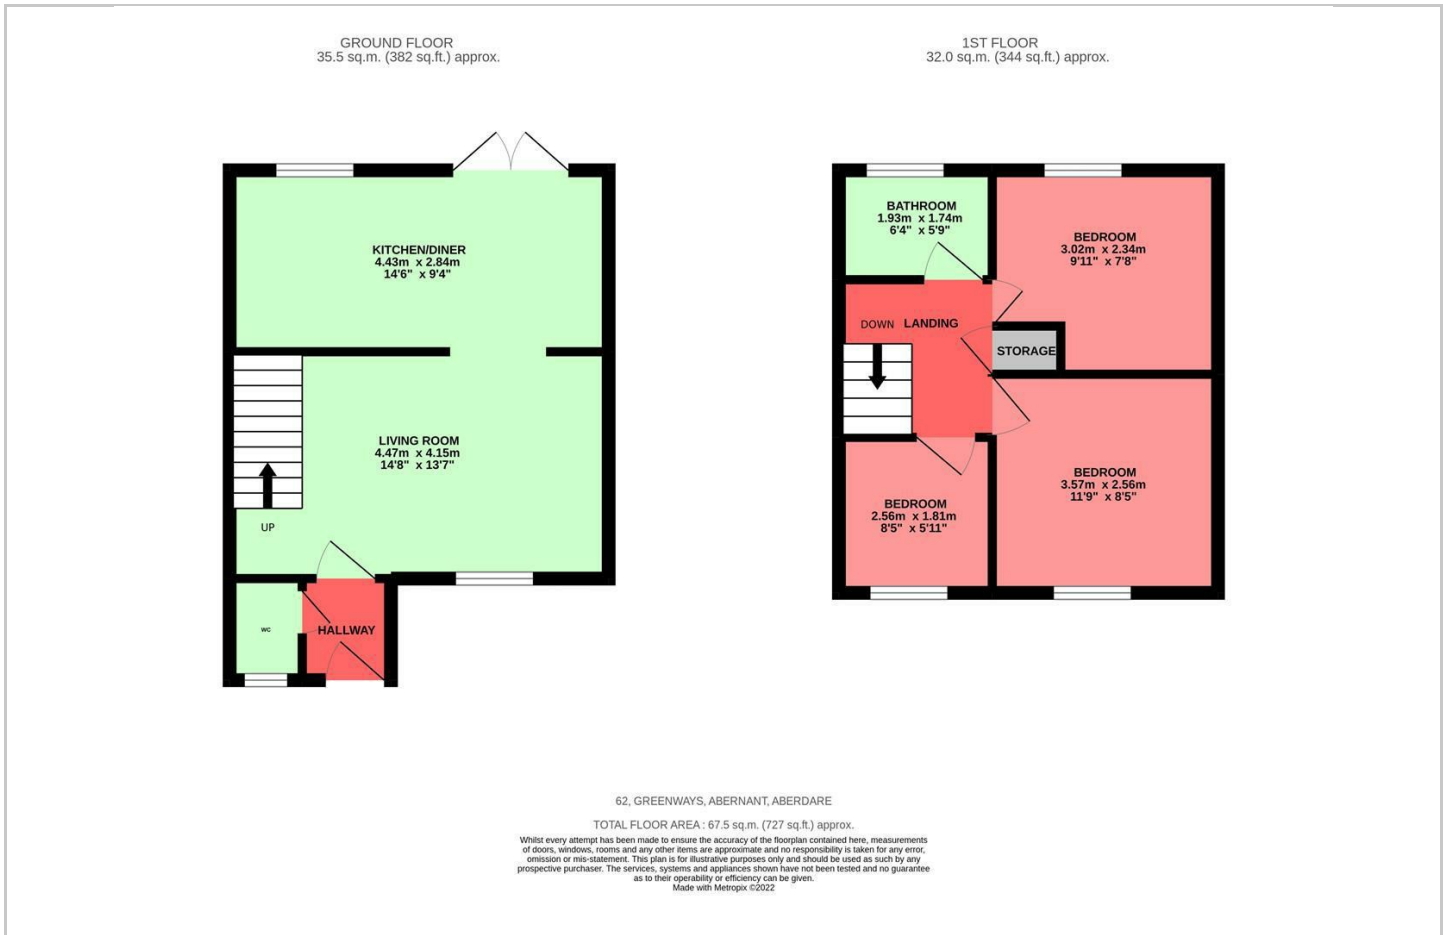 GROUND FLOOR
35.5 sq.m. (382 sq.ft.) approx.
1ST FLOOR
32.0 sq.m. (344 sq.ft.) approx.
KITCHEN/DINER
4.43m x 2.84m
14'6" x 9'4"
LIVING ROOM
4.47m x 4.15m
14'8" x 13'7"
UP
WC
HALLWAY
BATHROOM
1.93m x 1.74m
6'4" x 5'9"
BEDROOM
3.02m x 2.34m
9'11" x 7'8"
DOWN
LANDING
STORAGE
BEDROOM
3.57m x 2.56m
11'9" x 8'5"
BEDROOM
2.56m x 1.81m
8'5" x 5'11"
62, GREENWAYS, ABERNANT, ABERDARE
TOTAL FLOOR AREA : 67.5 sq.m. (727 sq.ft.) approx.
Whilst every attempt has been made to ensure the accuracy of the floorplan contained here, measurements
of doors, windows, rooms and any other items are approximate and no responsibility is taken for any error,
omission or mis-statement. This plan is for illustrative purposes only and should be used as such by any
prospective purchaser. The services, systems and appliances shown have not been tested and no guarantee
as to their operability or efficiency can be given.
Made with Metropix ©2022